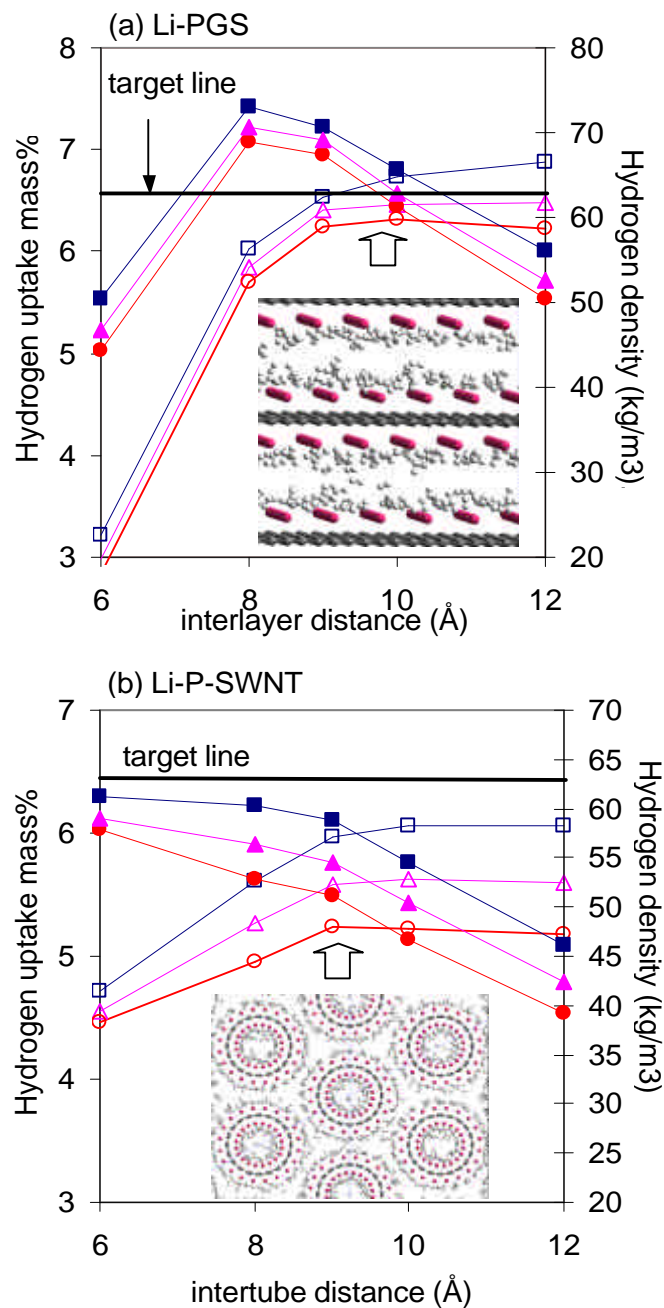 (a) Li-PGS
target line
8
7
6
5
4
3
Hydrogen uptake mass%
80
70
60
50
40
30
20
Hydrogen density (kg/m3).
6 8 10 12
interlayer distance (Å)
(b) Li-P-SWNT
target line
7
6
5
4
3
Hydrogen uptake mass%
70
65
60
55
50
45
40
35
30
25
20
Hydrogen density (kg/m3)
6 8 10 12
intertube distance (Å)